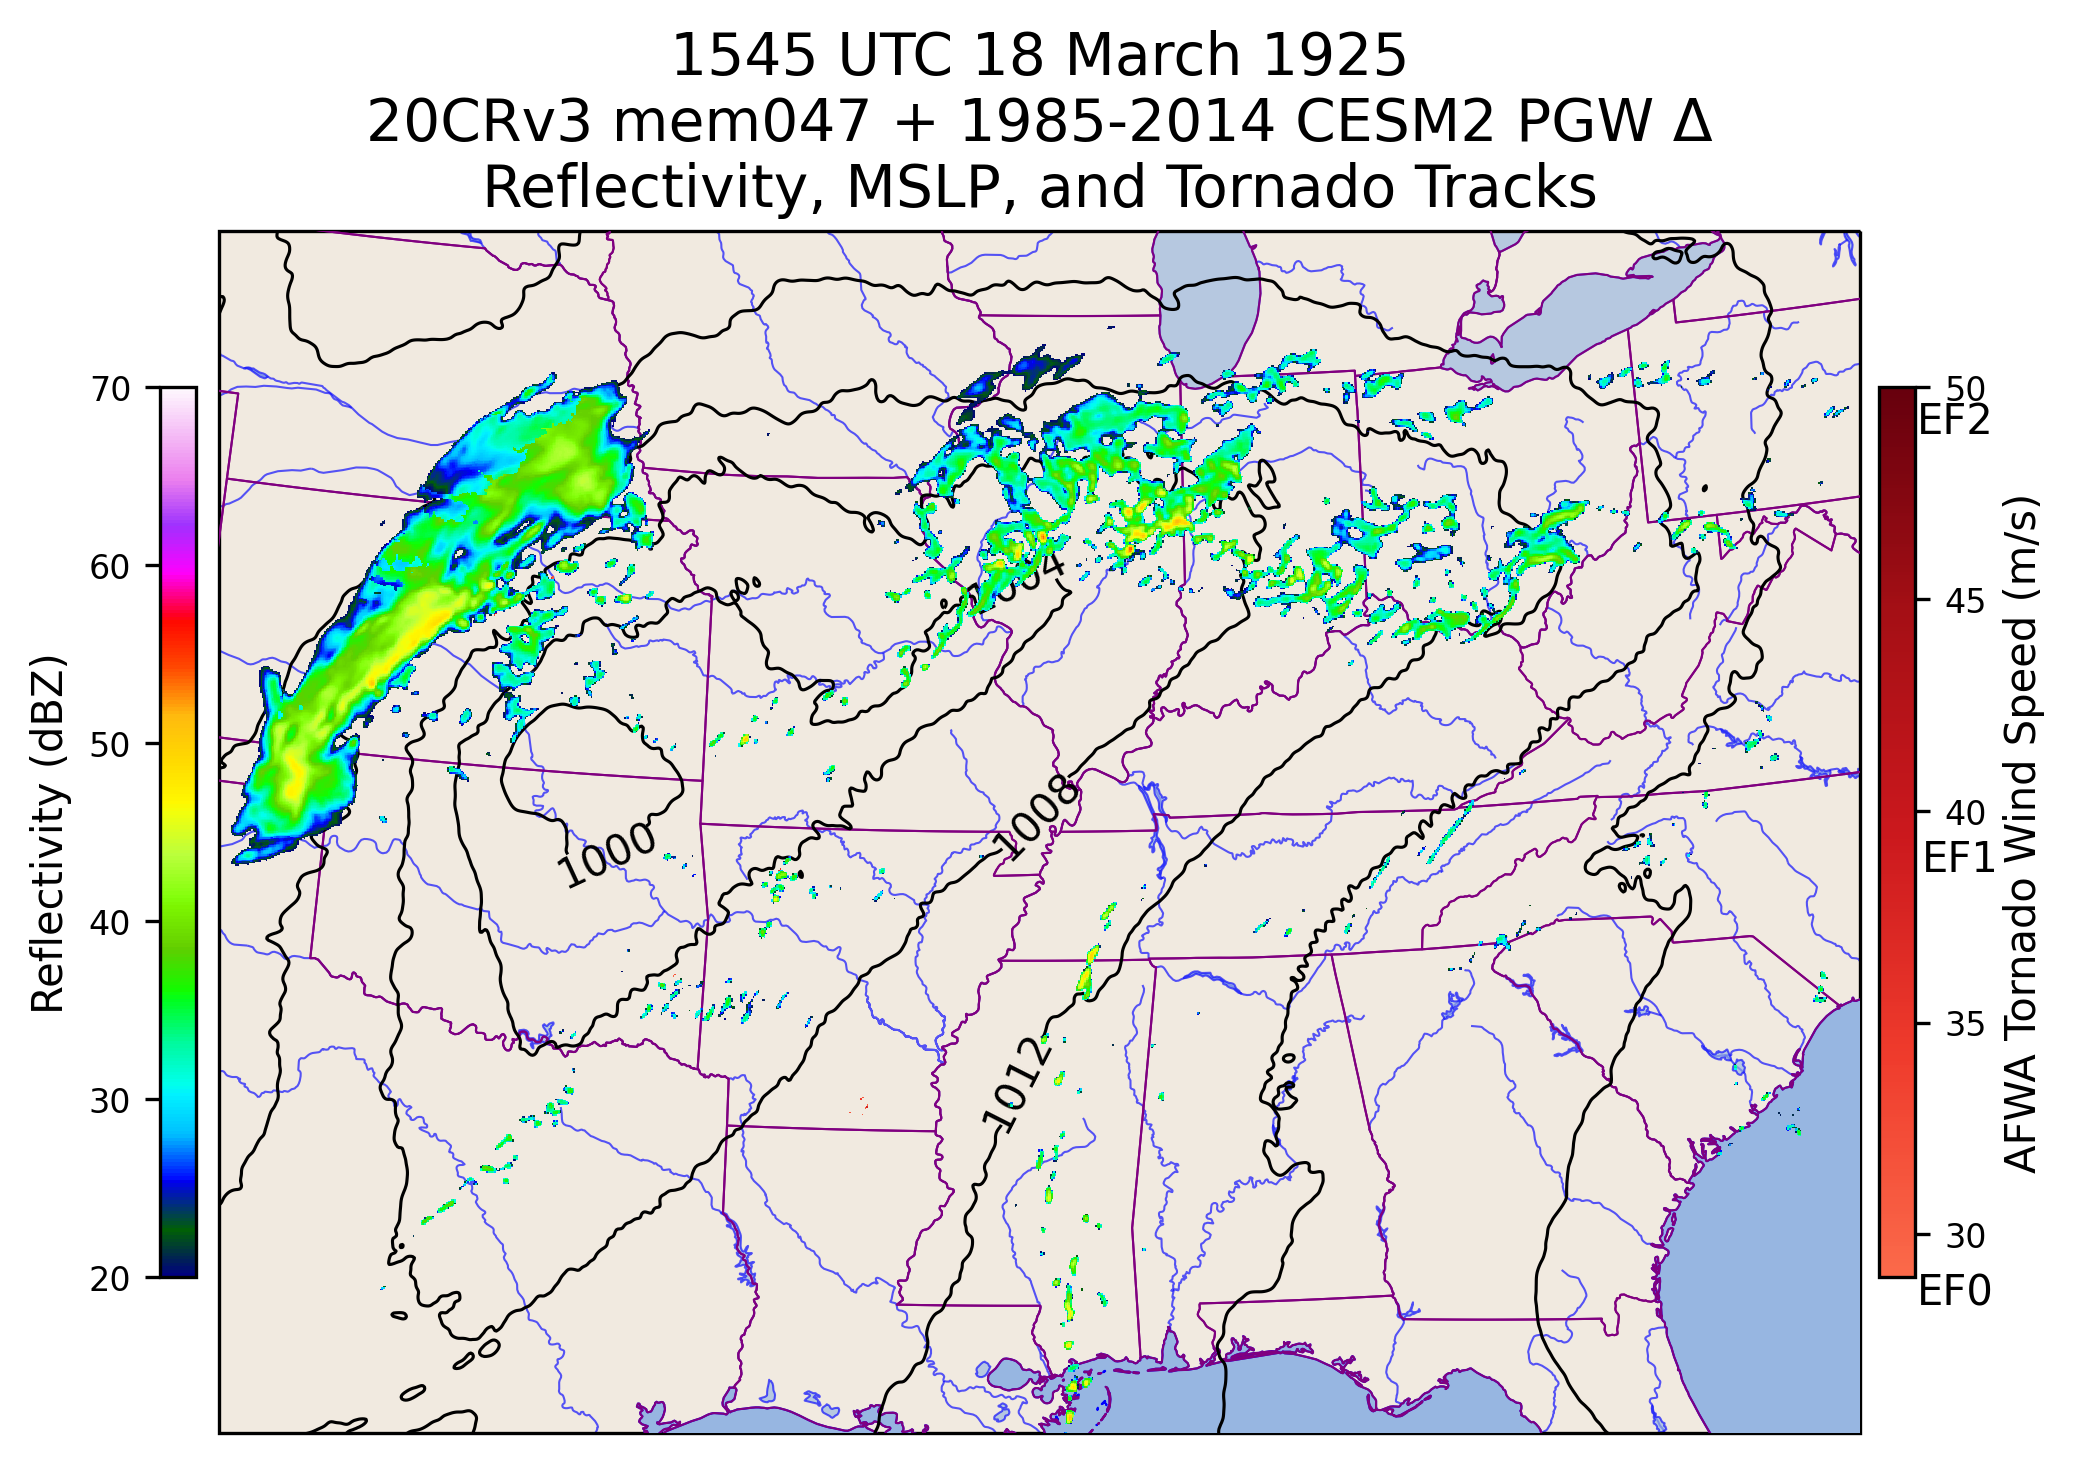 1545 UTC 18 March 1925
20CRv3 mem047 + 1985-2014 CESM2 PGW Δ
Reflectivity, MSLP, and Tornado Tracks
Reflectivity (dBZ)
70
60
50
40
30
20
1004
1008
1000
1012
50
EF2
45
40
EF1
35
30
EF0
AFWA Tornado Wind Speed (m/s)